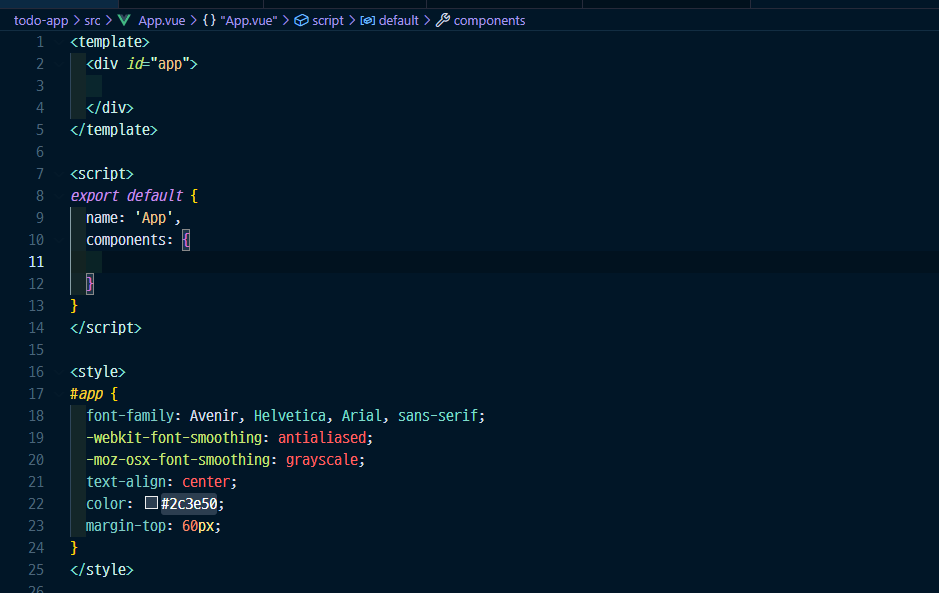 todo-app > src > App.vue > {} "App.vue" > script > default > components
1 <template>
2 <div id="app">
3
4 </div>
5 </template>
6
7 <script>
8 export default {
9 name: 'App',
10 components: {
11
12 }
13 }
14 </script>
15
16 <style>
17 #app {
18 font-family: Avenir, Helvetica, Arial, sans-serif;
19 -webkit-font-smoothing: antialiased;
20 -moz-osx-font-smoothing: grayscale;
21 text-align: center;
22 color: #2c3e50;
23 margin-top: 60px;
24 }
25 </style>
26